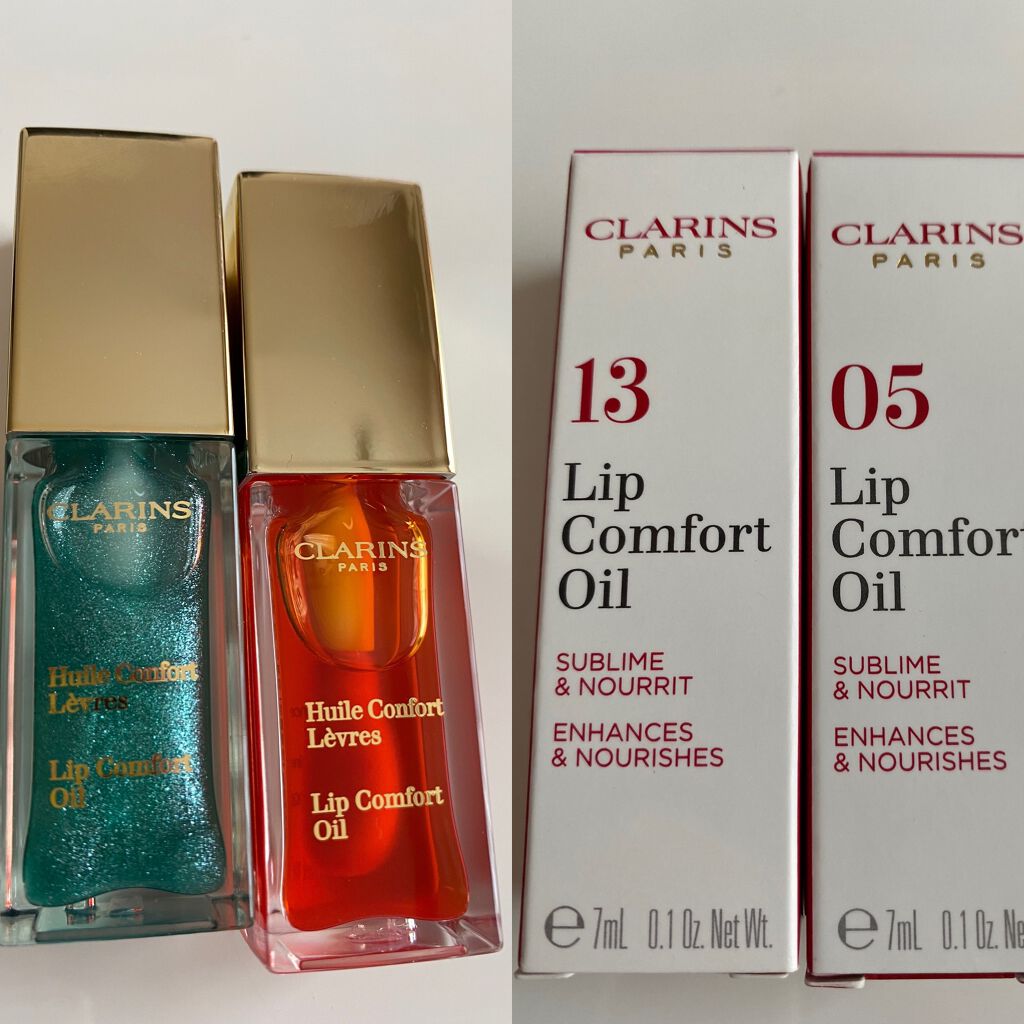 CLARINS
PARIS
Huile Confort
Lèvres
Lip Comfort
Oil
CLARINS
PARIS
Huile Confort
Lèvres
Lip Comfort
Oil
CLARINS
PARIS
13
Lip
Comfort
Oil
SUBLIME
& NOURRIT
ENHANCES
& NOURISHES
e 7mL 0.1 Oz. Net Wt.
CLARINS
PARIS
05
Lip
Comfor
Oil
SUBLIME
& NOURRIT
ENHANCES
& NOURISHES
e 7mL 0.1 Oz. Ne